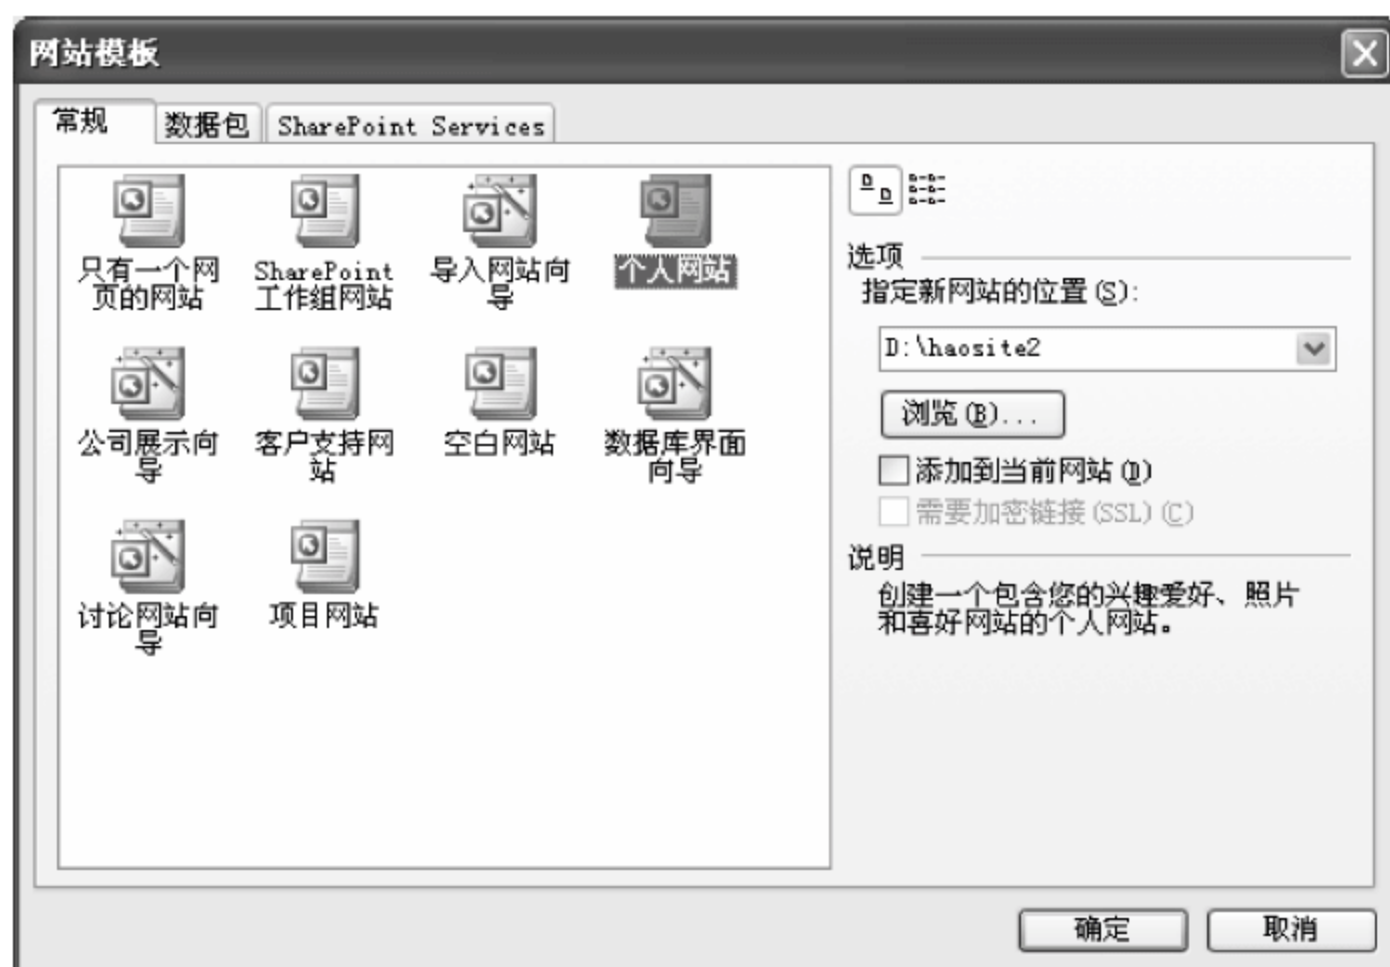 网站模板
常规
数据包
SharePoint Services
只有一个网
页的网站
SharePoint
工作组网站
导入网站向
导
个人网站
公司展示向
导
客户支持网
站
空白网站
数据库界面
向导
讨论网站向
导
项目网站
选项
指定新网站的位置(S):
D:\haosite2
浏览(B)...
添加到当前网站(D)
需要加密链接(SSL)(C)
说明
创建一个包含您的兴趣爱好、照片
和喜好网站的个人网站。
确定
取消